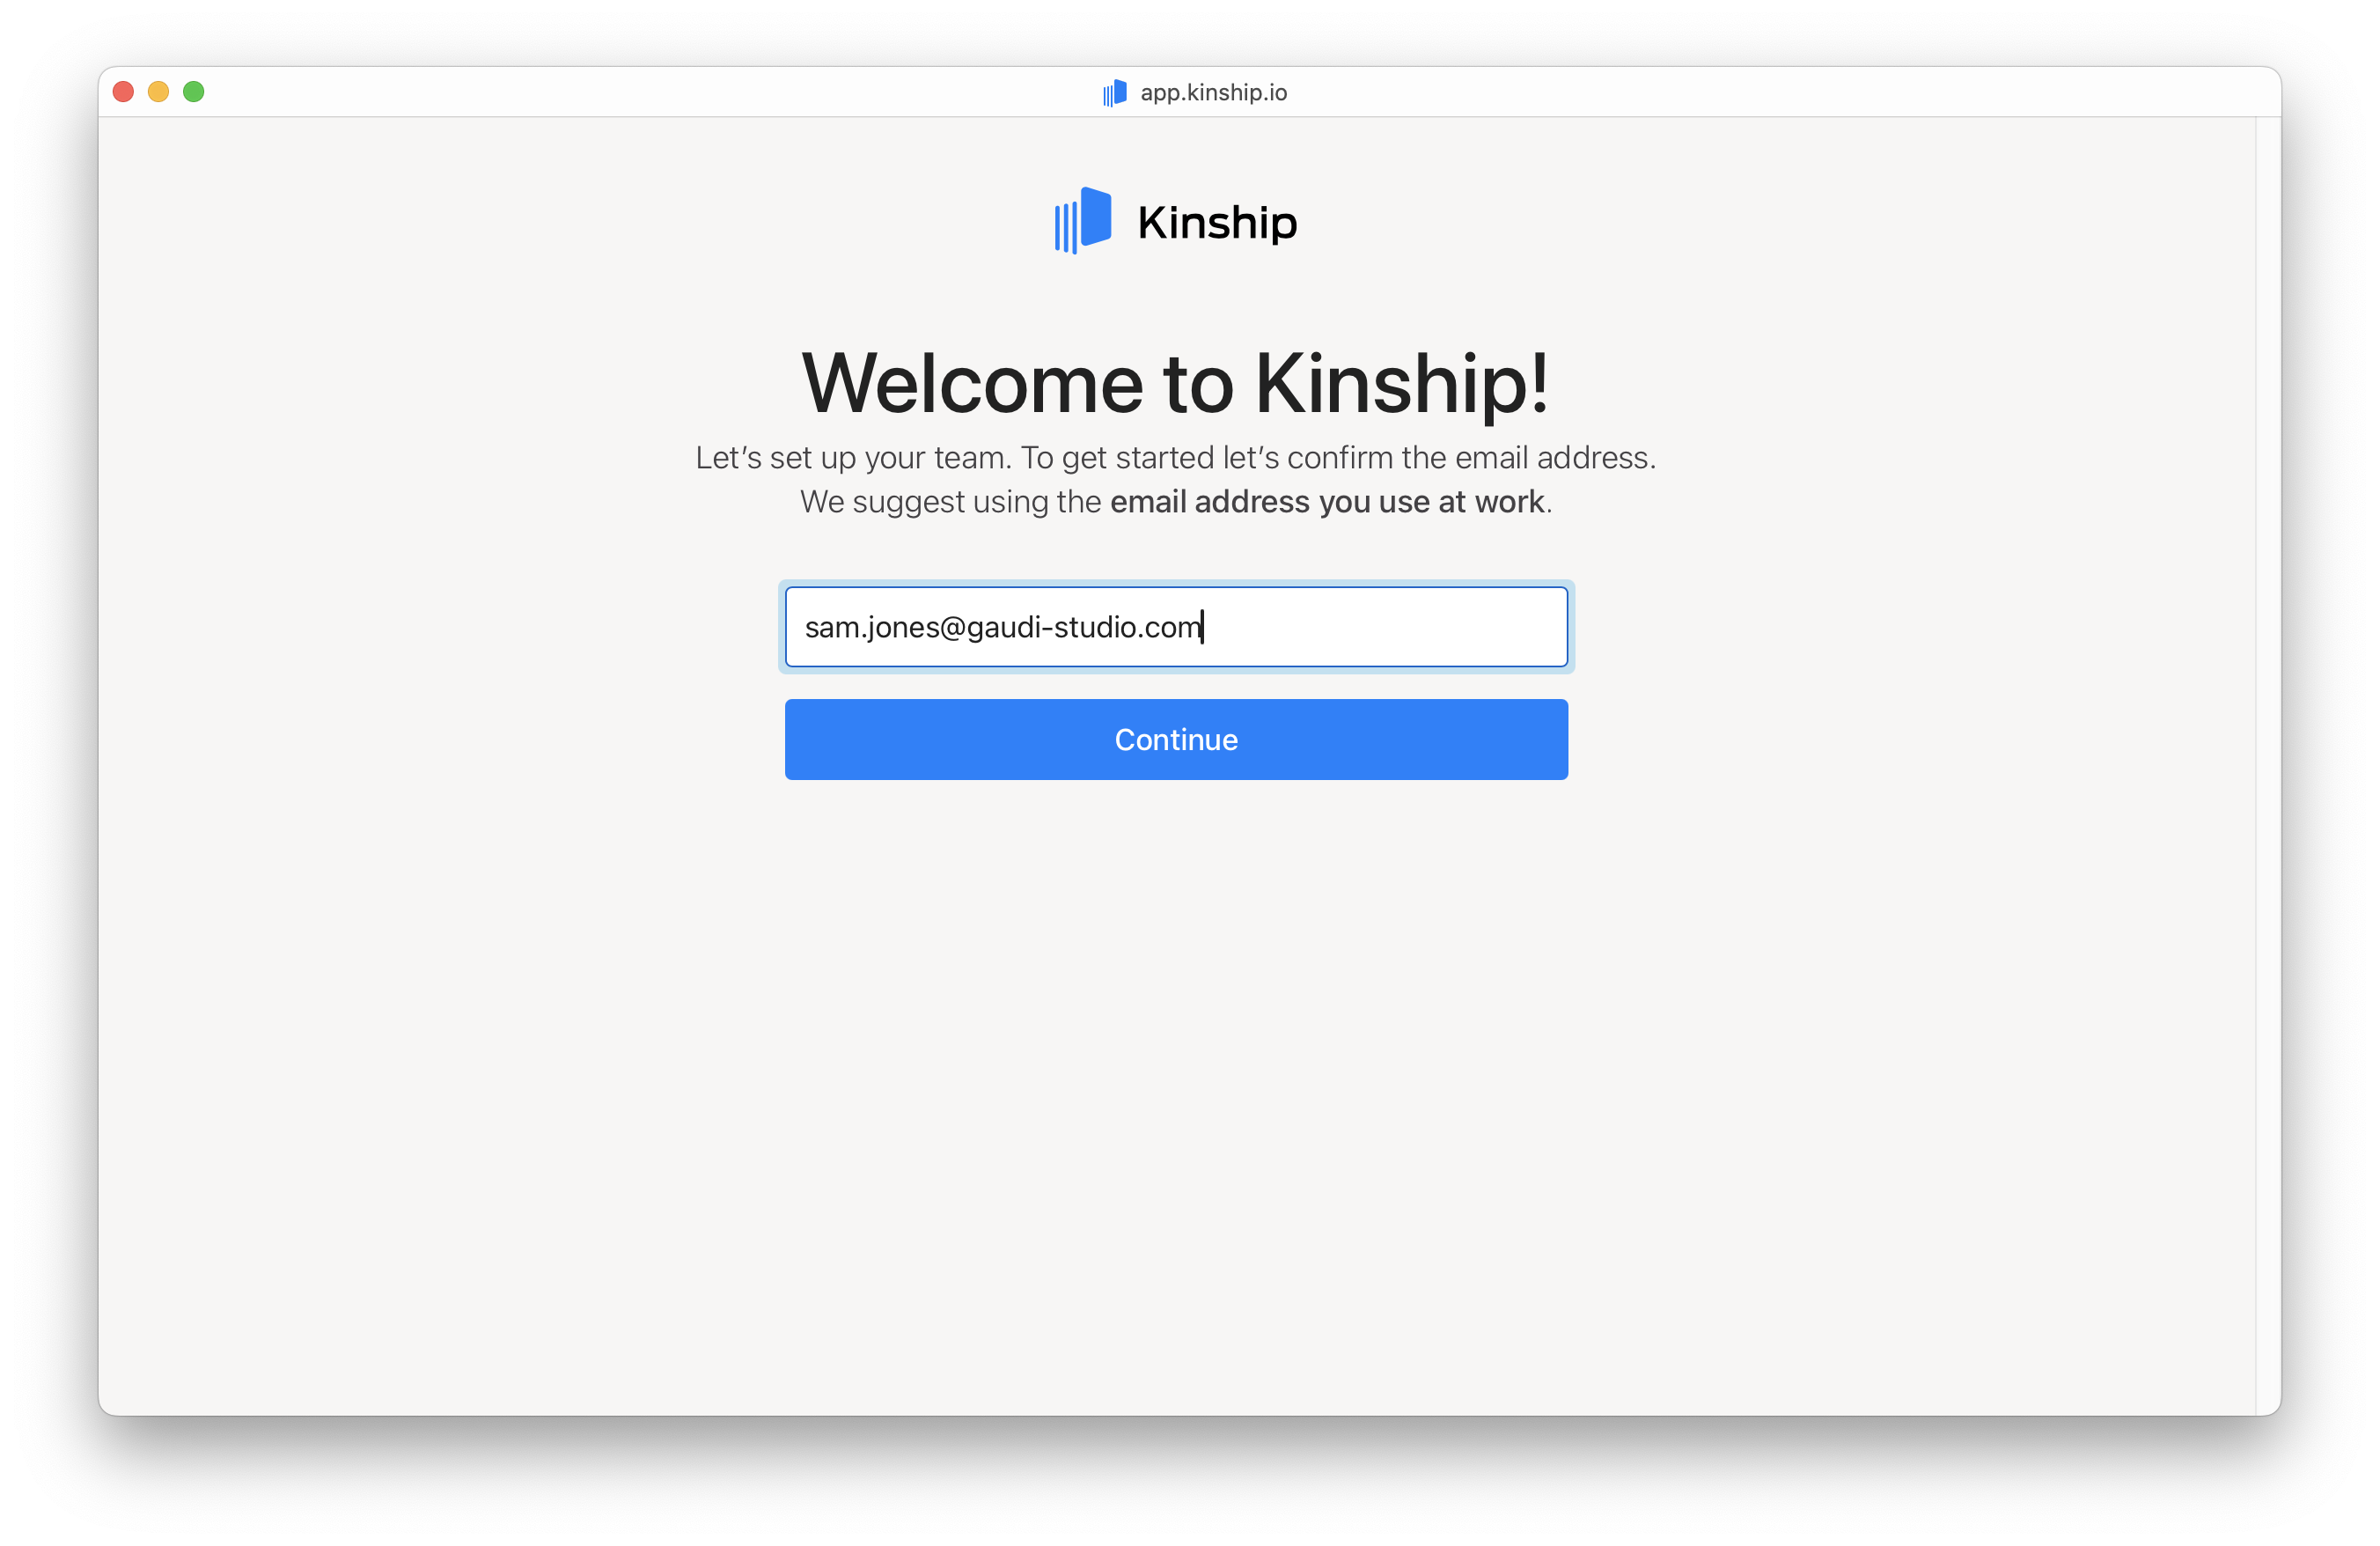 app.kinship.io
Kinship
Welcome to Kinship!
Let’s set up your team. To get started let’s confirm the email address.
We suggest using the email address you use at work.
sam.jones@gaudi-studio.com
Continue